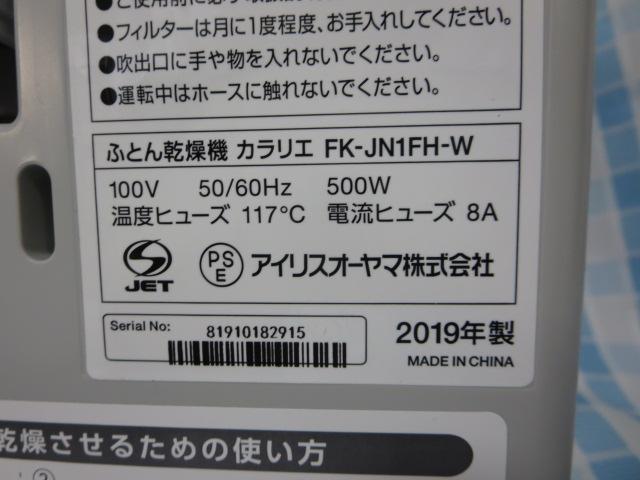 ●フィルターは月に1度程度、お手入れしてください。
●吹出口に手や物を入れないでください。
●運転中はホースに触れないでください。
ふとん乾燥機 カラリエ FK-JN1FH-W
100V 50/60Hz 500W
温度ヒューズ 117℃ 電流ヒューズ 8A
JET PSE アイリスオーヤマ株式会社
Serial No: 81910182915
2019年製
MADE IN CHINA
乾燥させるための使い方